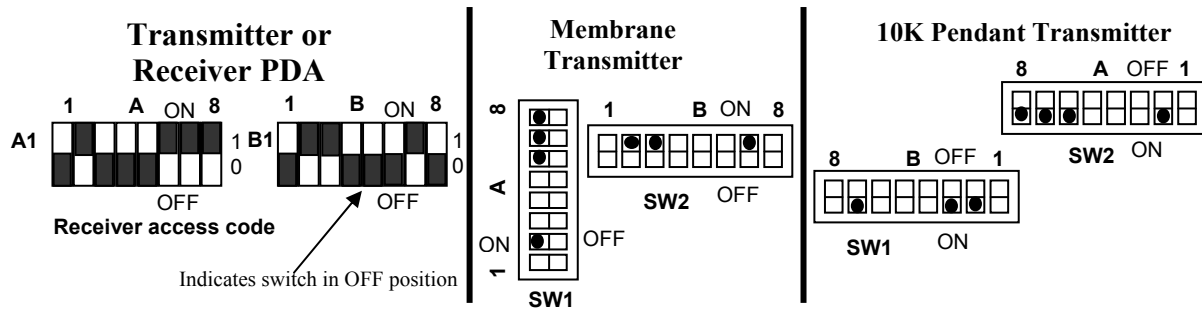 Transmitter or
Receiver PDA
1 A ON 8
A1
1
0
OFF
1 B ON 8
B1
1
0
OFF
Receiver access code
Indicates switch in OFF position
Membrane
Transmitter
8
A
ON OFF
1
SW1
1 B ON 8
SW2 OFF
10K Pendant Transmitter
8 A OFF 1
SW2 ON
8 B OFF 1
SW1 ON